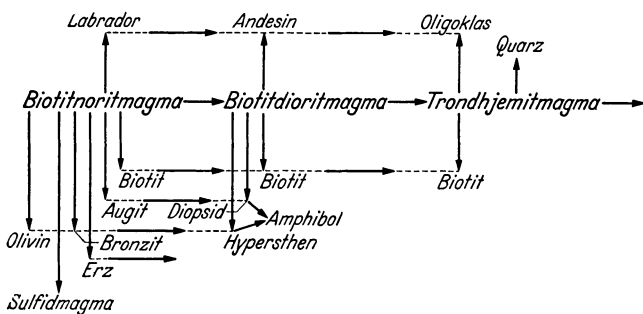 Labrador Andesin Oligoklas
Quarz
Biotitnoritmagma Biotitdioritmagma Trondhjemitmagma
Biotit Biotit Biotit
Augit Diopsid Amphibol
Olivin Bronzit Hypersthen
Erz
Sulfidmagma